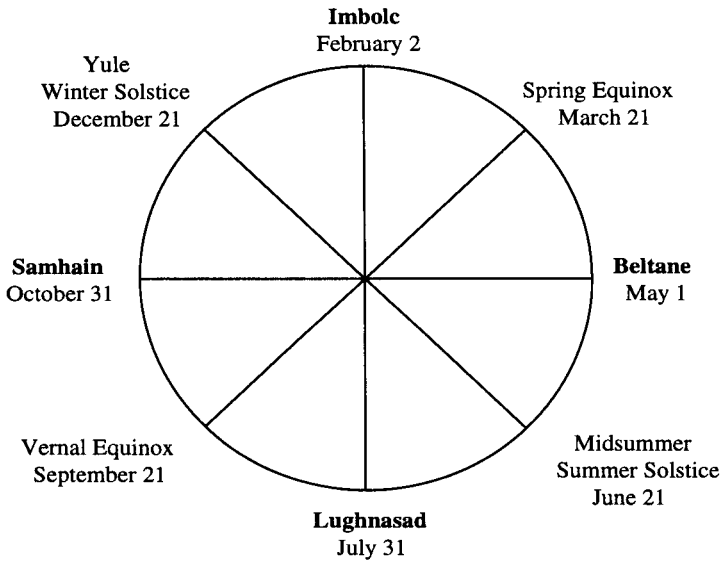 Imbolc
February 2
Yule
Winter Solstice
December 21
Spring Equinox
March 21
Samhain
October 31
Beltane
May 1
Vernal Equinox
September 21
Midsummer
Summer Solstice
June 21
Lughnasad
July 31